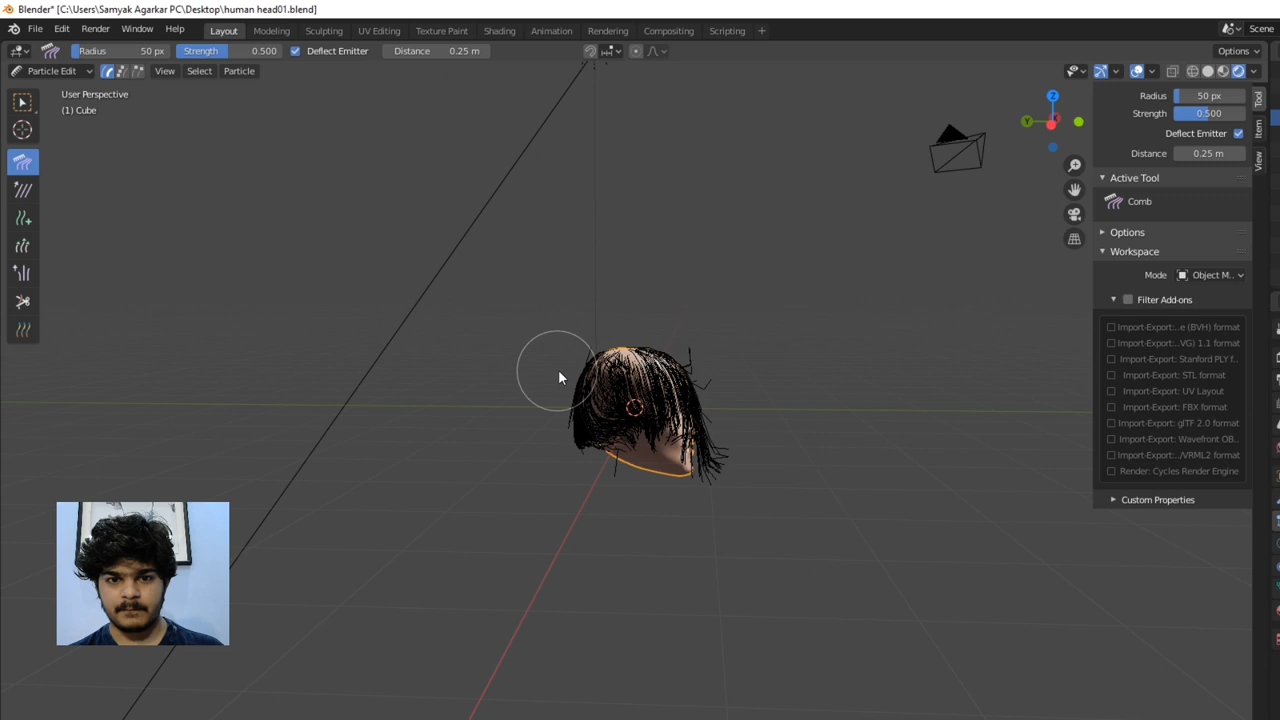 Blender* [C:\Users\Samyak Agarkar PC\Desktop\human head01.blend]
File Edit Render Window Help Layout Modeling Sculpting UV Editing Texture Paint Shading Animation Rendering Compositing Scripting + Scene
Radius 50 px Strength 0.500 Deflect Emitter Distance 0.25 m Options
Particle Edit View Select Particle
User Perspective
(1) Cube
Z
Y
Radius 50 px
Strength 0.500
Deflect Emitter
Distance 0.25 m
Active Tool
Comb
Options
Workspace
Mode Object M..
Filter Add-ons
Import-Export:...e (BVH) format
Import-Export:...VG) 1.1 format
Import-Export: Stanford PLY f..
Import-Export: STL format
Import-Export: UV Layout
Import-Export: FBX format
Import-Export: glTF 2.0 format
Import-Export: Wavefront OB..
Import-Export:.../VRML2 format
Render: Cycles Render Engine
Custom Properties
Tool
Item
View